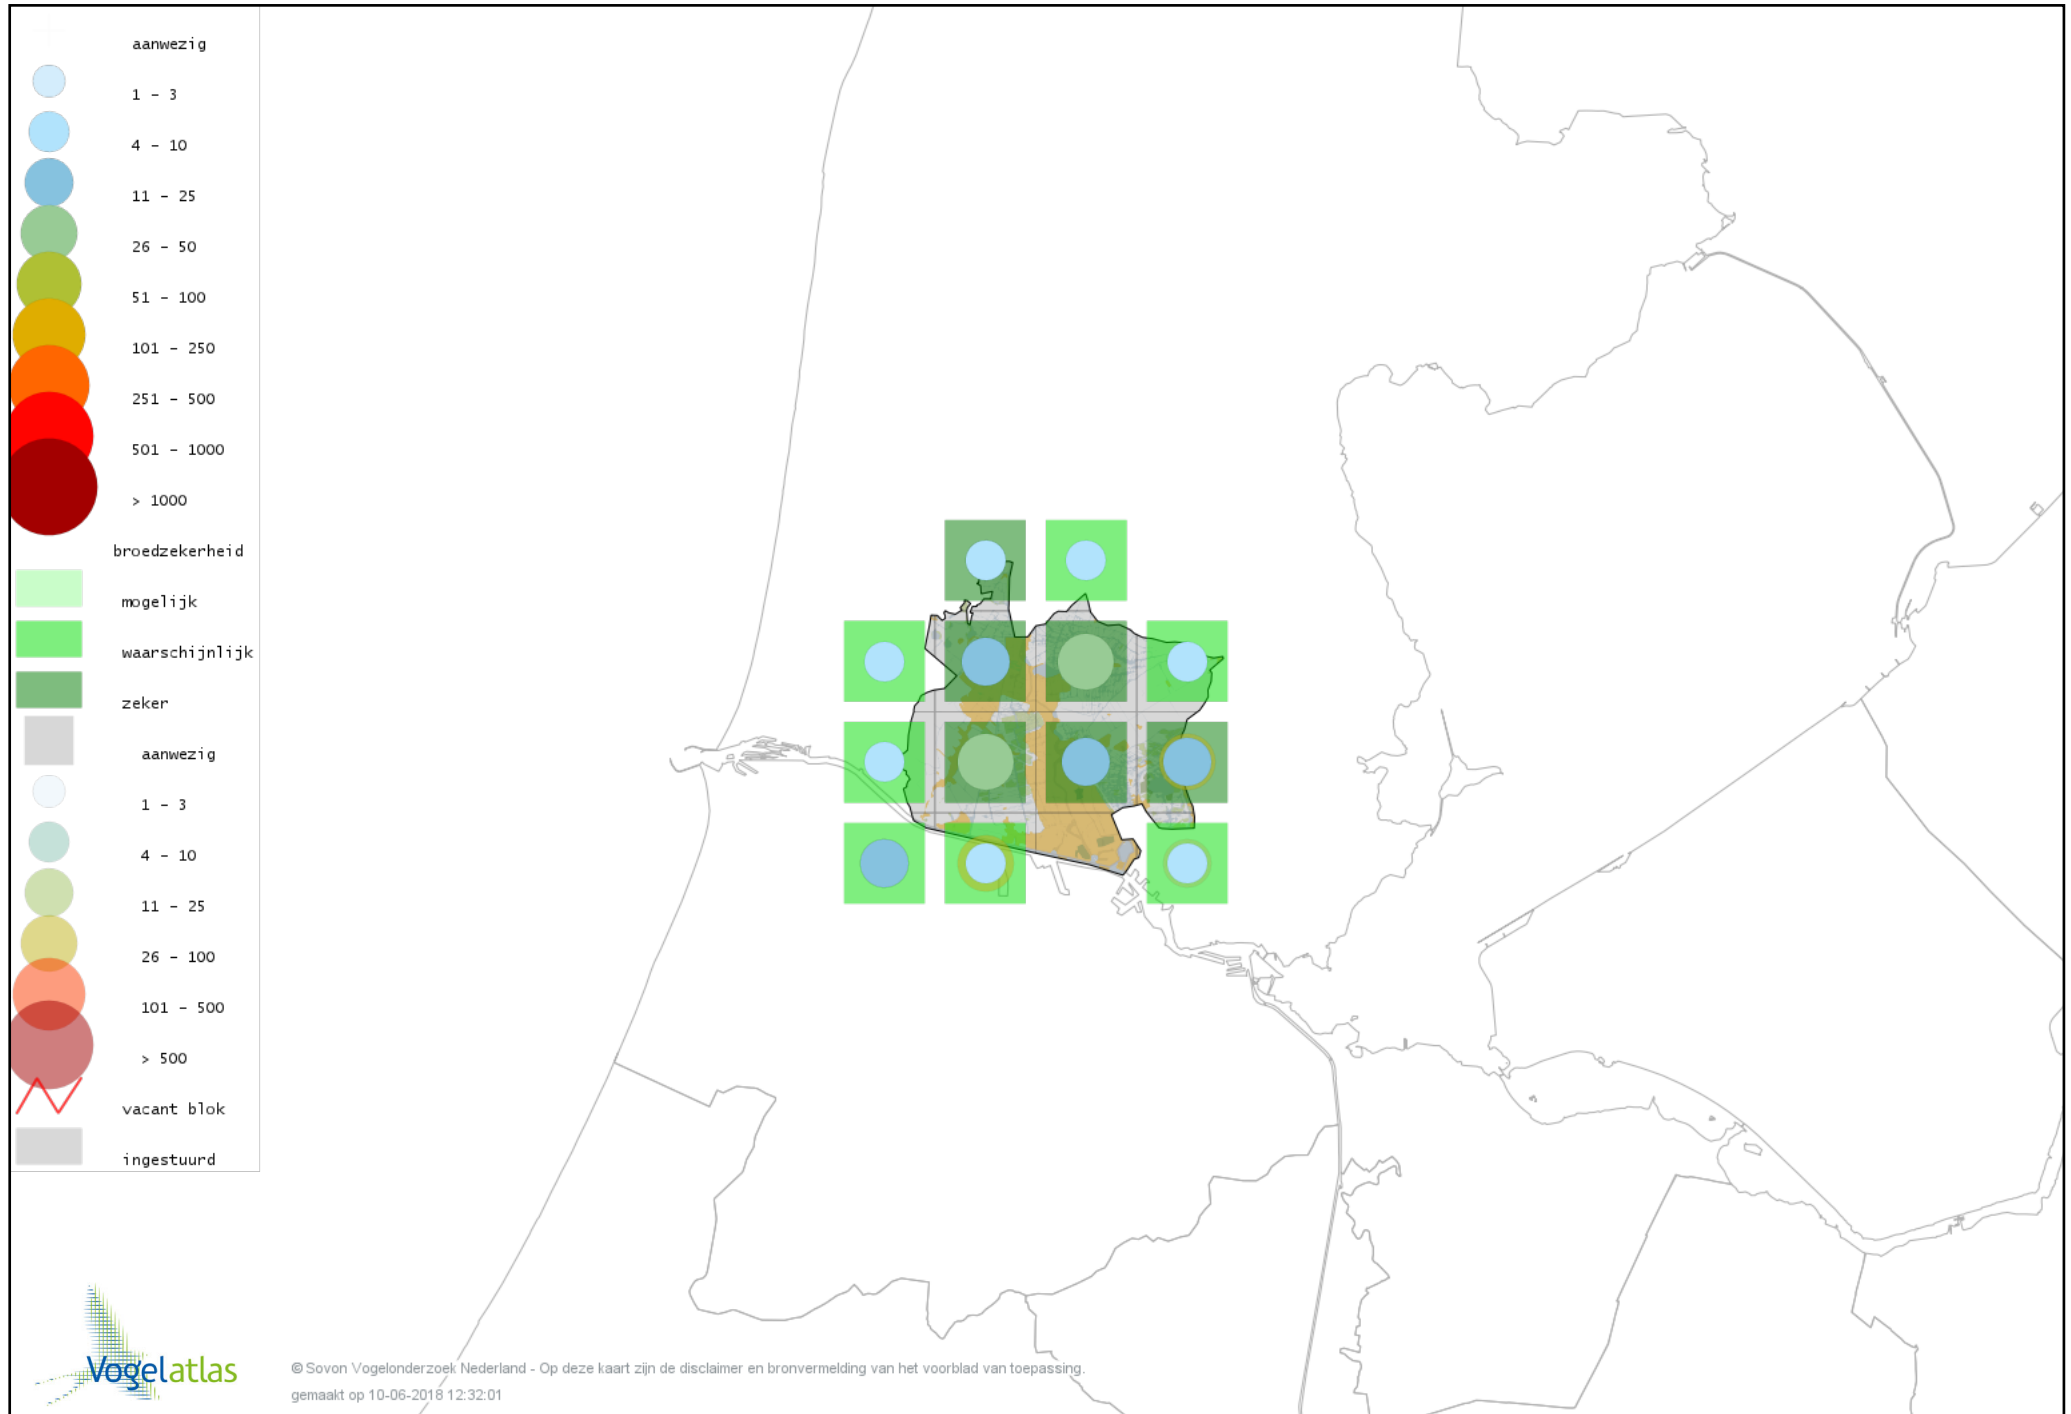 aanwezig
1 - 3
4 - 10
11 - 25
26 - 50
51 - 100
101 - 250
251 - 500
501 - 1000
> 1000
broedzekerheid
mogelijk
waarschijnlijk
zeker
aanwezig
1 - 3
4 - 10
11 - 25
26 - 100
101 - 500
> 500
vacant blok
ingestuurd
Vogelatlas
© Sovon Vogelonderzoek Nederland - Op deze kaart zijn de disclaimer en bronvermelding van het voorblad van toepassing.
gemaakt op 10-06-2018 12:32:01